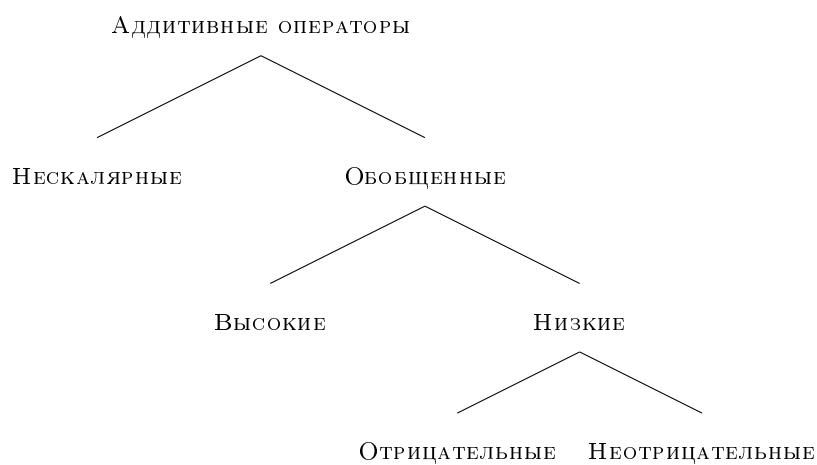 Аддитивные операторы
Нескалярные Обобщенные
Высокие Низкие
Отрицательные Неотрицательные